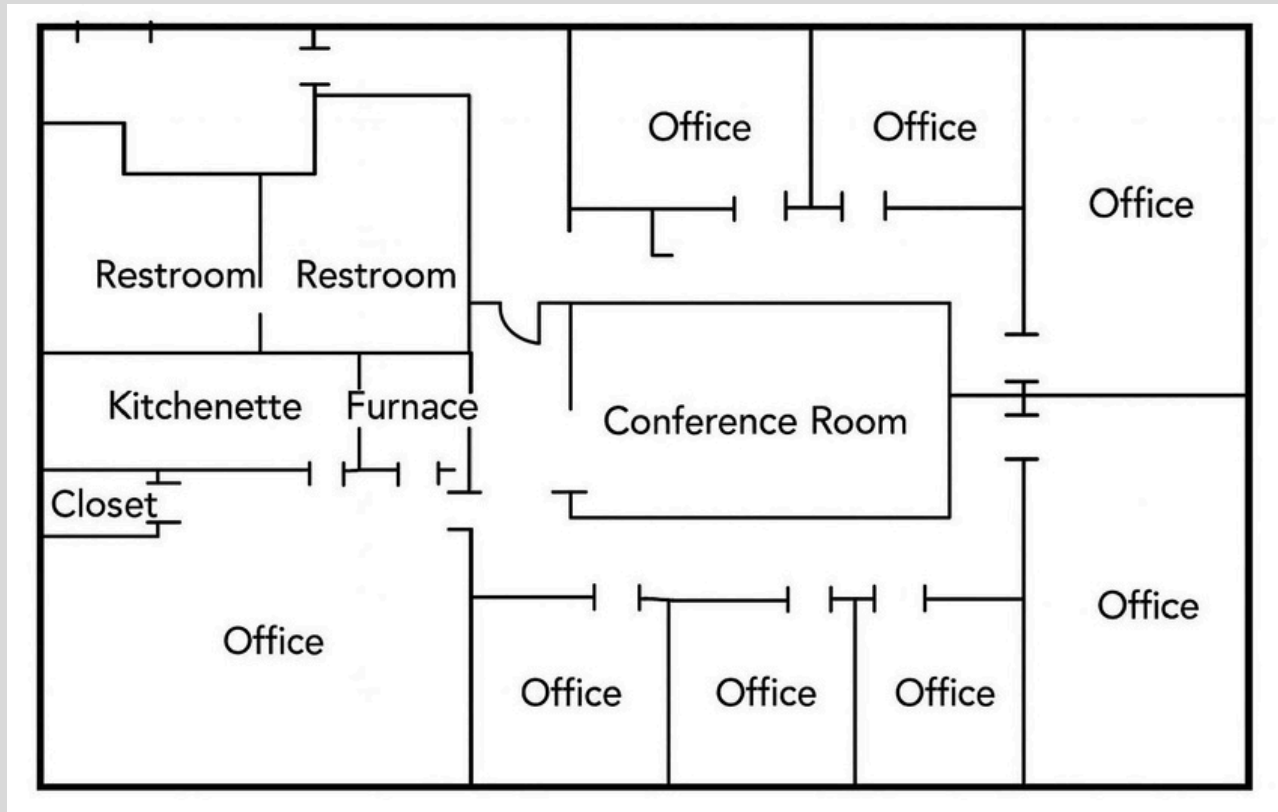 Office
Office
Office
Restroom
Restroom
Kitchenette
Furnace
Conference Room
Closet
Office
Office
Office
Office
Office